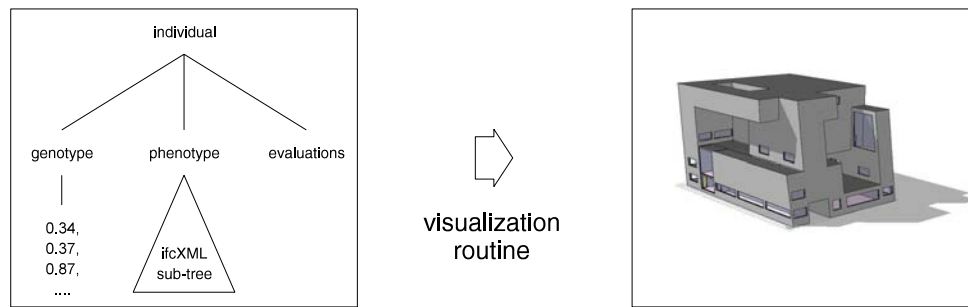 individual
genotype phenotype evaluations
0.34,
0.37,
0.87,
....
ifcXML
sub-tree
visualization
routine